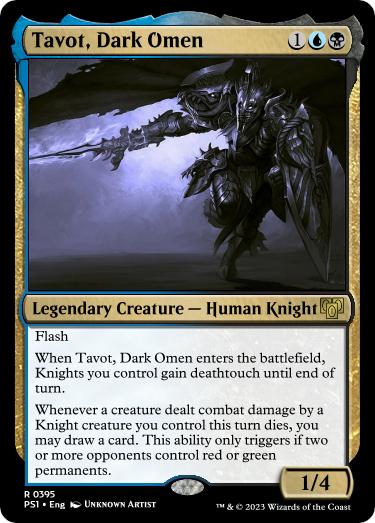 Tavot, Dark Omen 1
Legendary Creature — Human Knight
Flash
When Tavot, Dark Omen enters the battlefield,
Knights you control gain deathtouch until end
of turn.
Whenever a creature dealt combat damage by a
Knight creature you control this turn dies, you
may draw a card. This ability only triggers if two
or more opponents control red or green
permanents.
1/4
R 0395
PS1 • Eng Unknown Artist
™ & © 2023 Wizards of the Coast